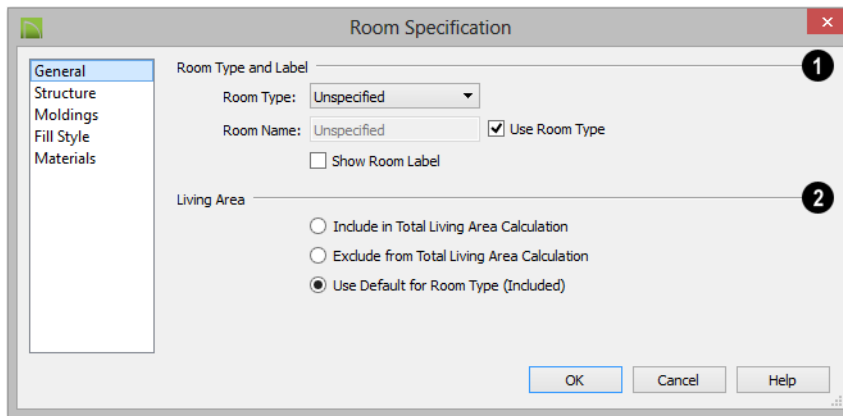 Room Specification
General
Structure
Moldings
Fill Style
Materials
Room Type and Label
1
Room Type: Unspecified
Room Name: Unspecified Use Room Type
Show Room Label
Living Area
2
Include in Total Living Area Calculation
Exclude from Total Living Area Calculation
Use Default for Room Type (Included)
OK Cancel Help